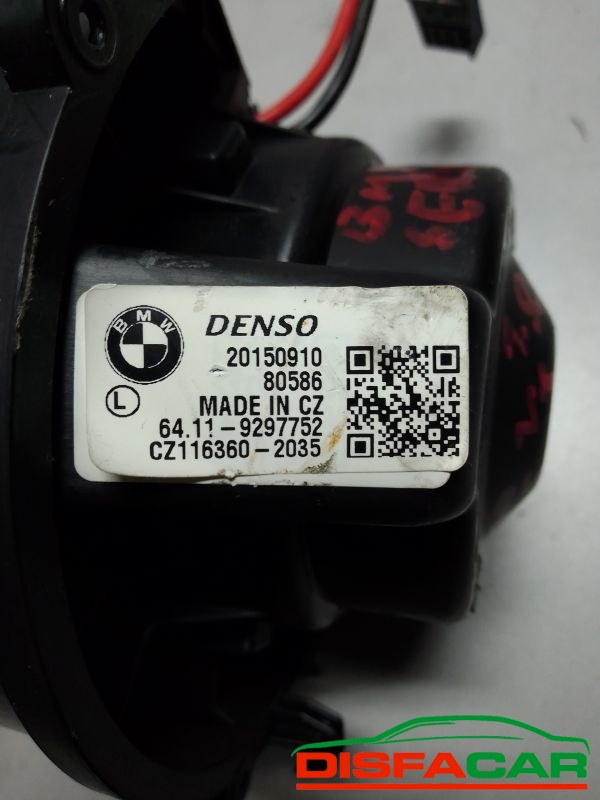 BMW
DENSO
20150910
80586
L
MADE IN CZ
64.11-9297752
CZ116360-2035
DISFACAR